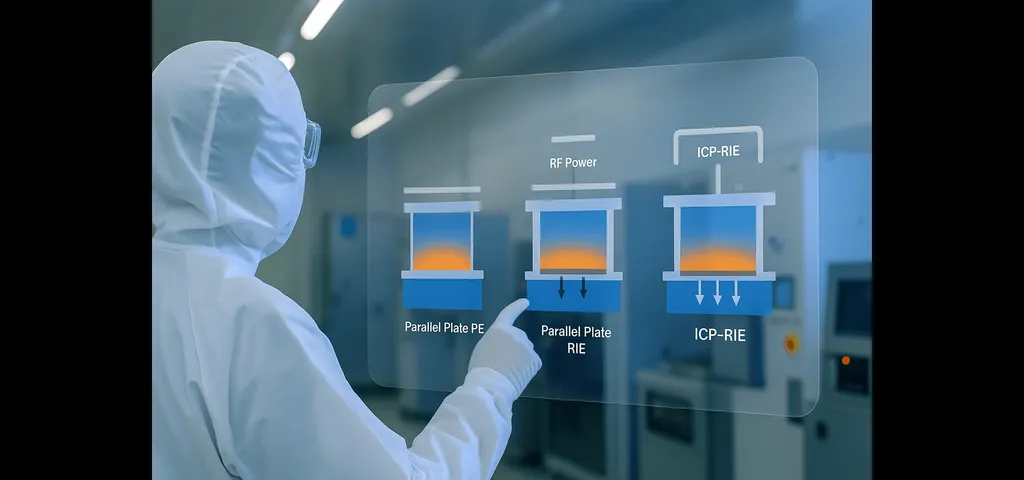 RF Power
ICP-RIE
Parallel Plate PE
Parallel Plate
RIE
ICP–RIE